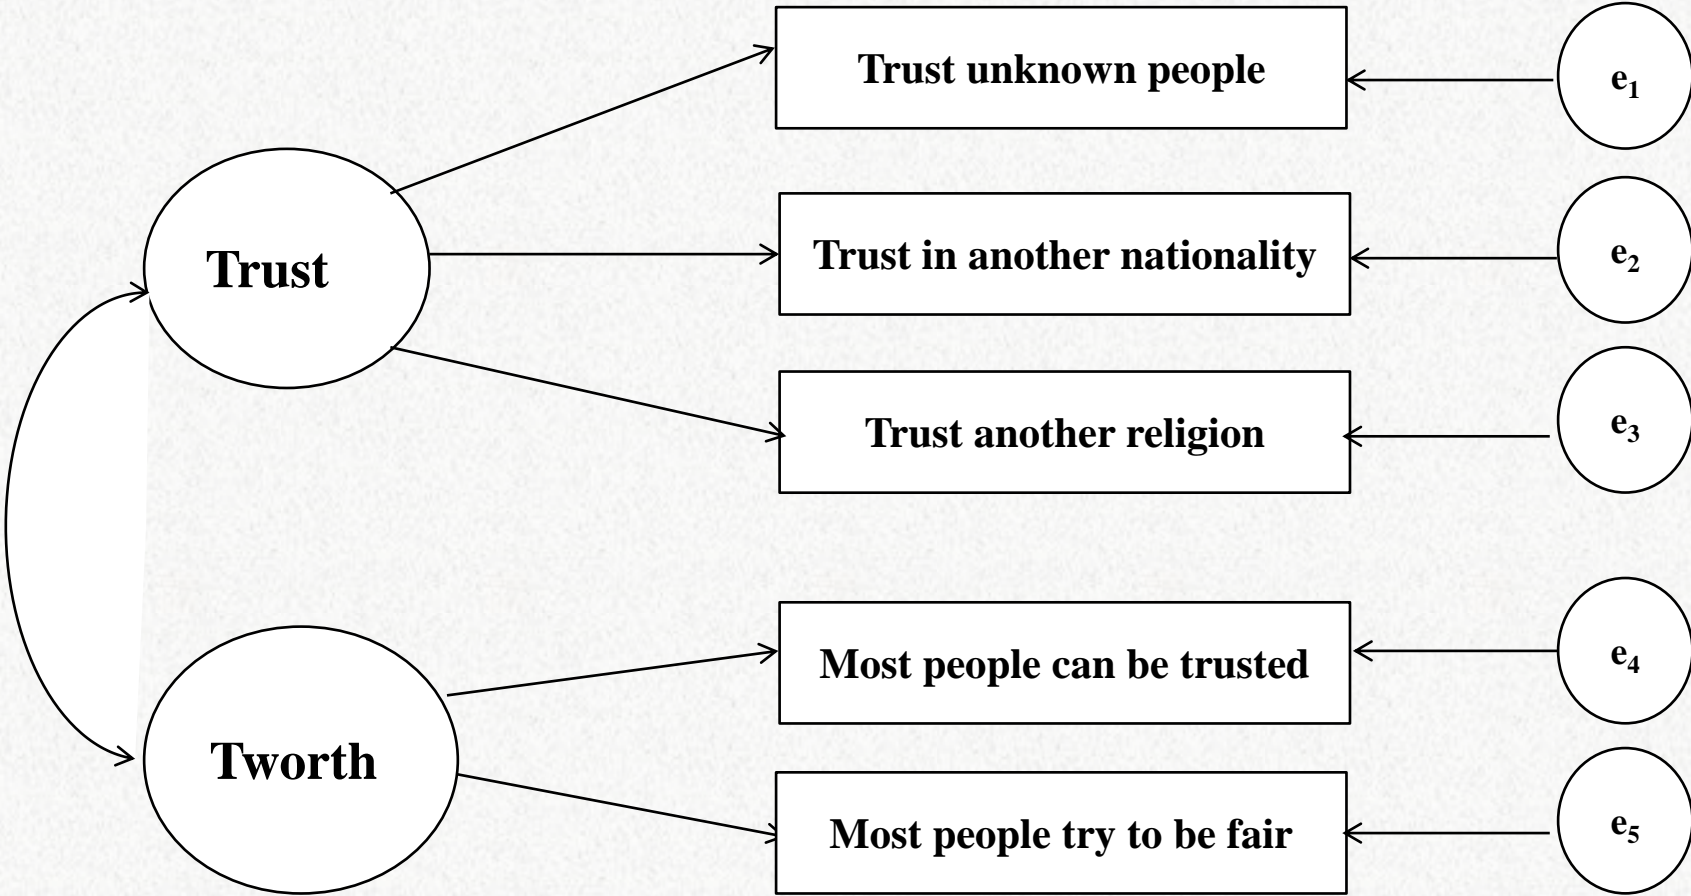 Trust unknown people
e₁
Trust
Trust in another nationality
e₂
Trust another religion
e₃
Most people can be trusted
e₄
Tworth
Most people try to be fair
e₅